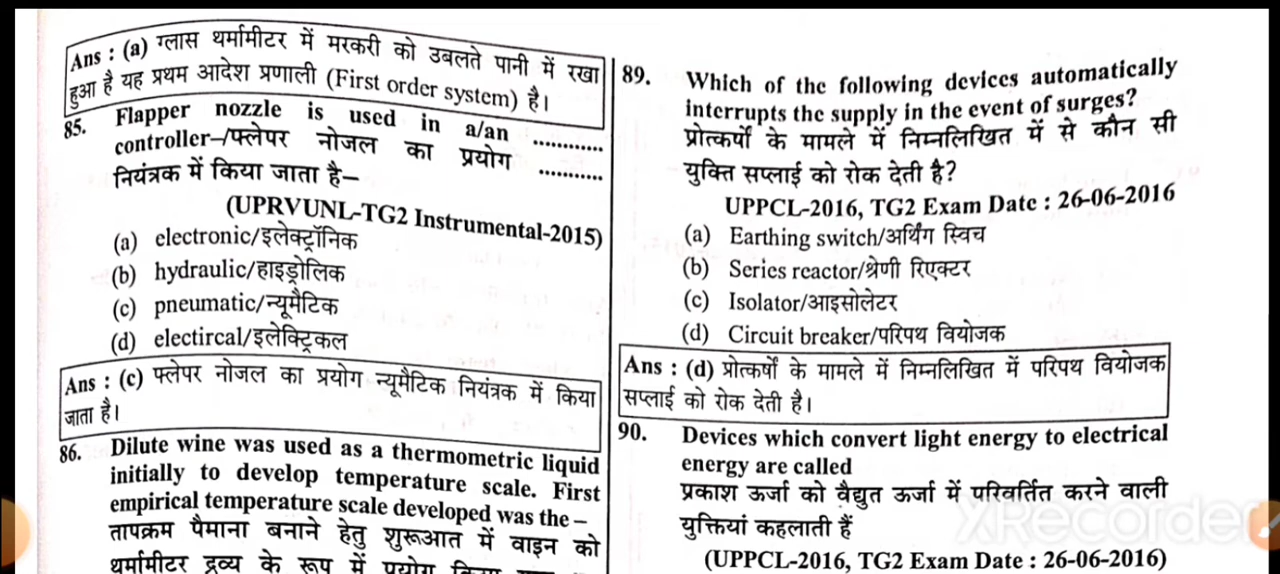 Ans : (a) ग्लास थर्मामीटर में मरकरी को उबलते पानी में रखा
हुआ है यह प्रथम आदेश प्रणाली (First order system) है।
85. Flapper nozzle is used in a/an ............
controller–/फ्लेपर नोजल का प्रयोग ...........
नियंत्रक में किया जाता है–
(UPRVUNL-TG2 Instrumental-2015)
(a) electronic/इलेक्ट्रॉनिक
(b) hydraulic/हाइड्रोलिक
(c) pneumatic/न्यूमैटिक
(d) electircal/इलेक्ट्रिकल
Ans : (c) फ्लेपर नोजल का प्रयोग न्यूमैटिक नियंत्रक में किया
जाता है।
86. Dilute wine was used as a thermometric liquid
initially to develop temperature scale. First
empirical temperature scale developed was the –
तापक्रम पैमाना बनाने हेतु शुरूआत में वाइन को
थर्मामीटर द्रव्य के रूप में प्रयोग किया
89. Which of the following devices automatically
interrupts the supply in the event of surges?
प्रोत्कर्षों के मामले में निम्नलिखित में से कौन सी
युक्ति सप्लाई को रोक देती है?
UPPCL-2016, TG2 Exam Date : 26-06-2016
(a) Earthing switch/अर्थिंग स्विच
(b) Series reactor/श्रेणी रिएक्टर
(c) Isolator/आइसोलेटर
(d) Circuit breaker/परिपथ वियोजक
Ans : (d) प्रोत्कर्षों के मामले में निम्नलिखित में परिपथ वियोजक
सप्लाई को रोक देती है।
90. Devices which convert light energy to electrical
energy are called
प्रकाश ऊर्जा को वैद्युत ऊर्जा में परिवर्तित करने वाली
युक्तियां कहलाती हैं
(UPPCL-2016, TG2 Exam Date : 26-06-2016)
XRecorder